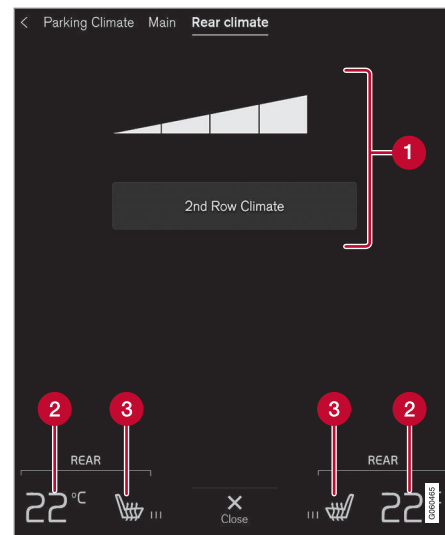 < Parking Climate Main Rear climate
1
2nd Row Climate
2 3 3 2
REAR REAR
22 °C 22
Close
G060465